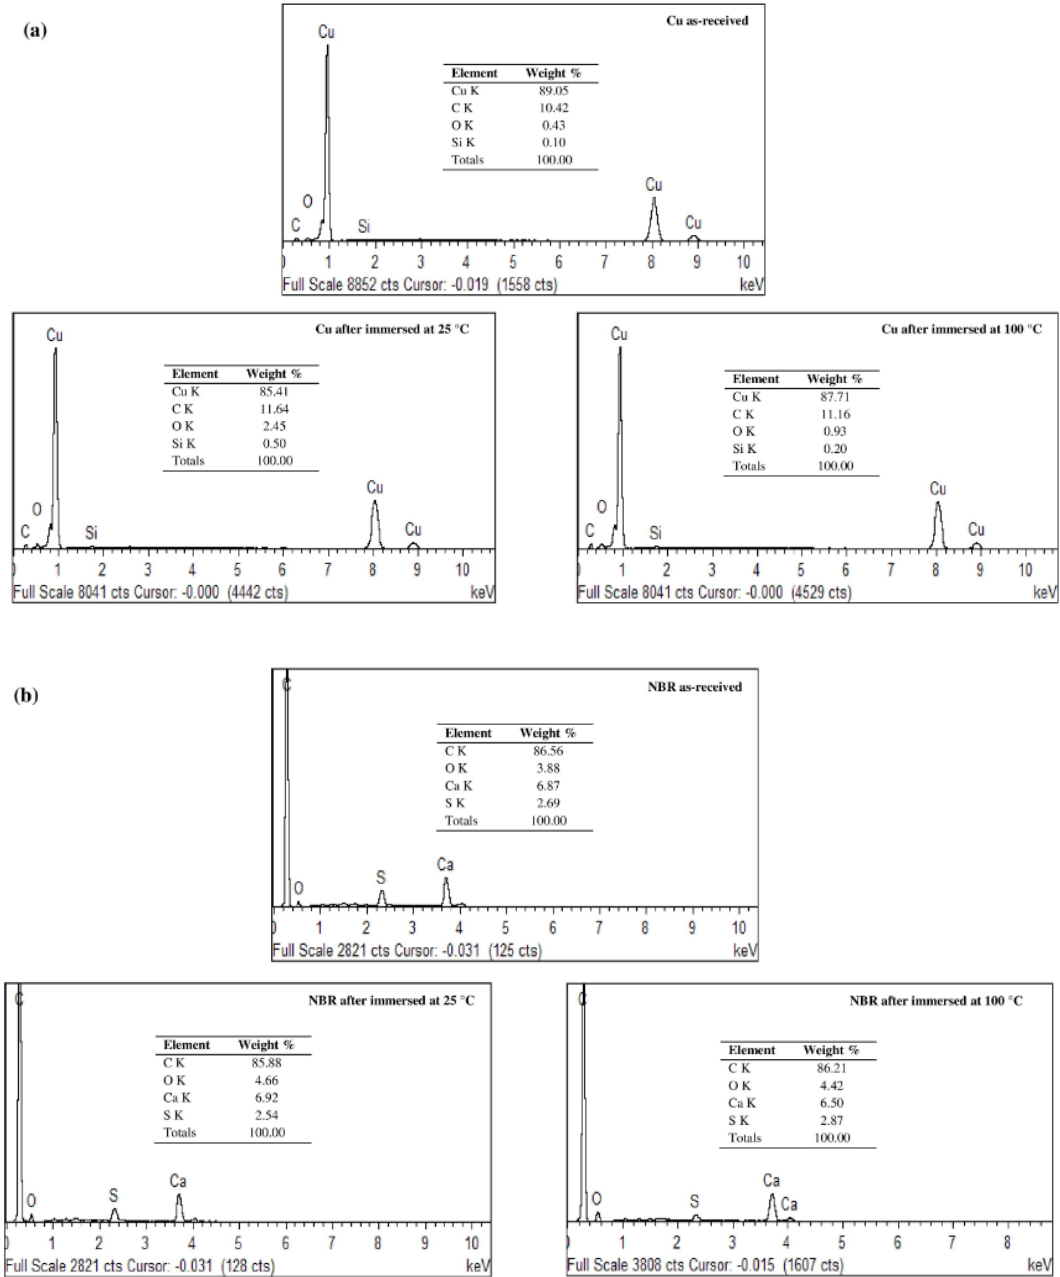 (a)
Cu as-received
Cu
Element Weight %
Cu K 89.05
C K 10.42
O K 0.43
Si K 0.10
Totals 100.00
Cu
O
Cu
C Si
0 1 2 3 4 5 6 7 8 9 10
Full Scale 8852 cts Cursor: -0.019 (1558 cts) keV
Cu after immersed at 25 °C
Cu
Element Weight %
Cu K 85.41
C K 11.64
O K 2.45
Si K 0.50
Totals 100.00
Cu
O
C Si Cu
0 1 2 3 4 5 6 7 8 9 10
Full Scale 8041 cts Cursor: -0.000 (4442 cts) keV
Cu after immersed at 100 °C
Cu
Element Weight %
Cu K 87.71
C K 11.16
O K 0.93
Si K 0.20
Totals 100.00
Cu
O
C Si Cu
0 1 2 3 4 5 6 7 8 9 10
Full Scale 8041 cts Cursor: -0.000 (4529 cts) keV
(b)
NBR as-received
C
Element Weight %
C K 86.56
O K 3.88
Ca K 6.87
S K 2.69
Totals 100.00
Ca
S
O
0 1 2 3 4 5 6 7 8 9 10
Full Scale 2821 cts Cursor: -0.031 (125 cts) keV
NBR after immersed at 25 °C
C
Element Weight %
C K 85.88
O K 4.66
Ca K 6.92
S K 2.54
Totals 100.00
Ca
S
O
0 1 2 3 4 5 6 7 8 9 10
Full Scale 2821 cts Cursor: -0.031 (128 cts) keV
NBR after immersed at 100 °C
C
Element Weight %
C K 86.21
O K 4.42
Ca K 6.50
S K 2.87
Totals 100.00
Ca
O S Ca
0 1 2 3 4 5 6 7 8
Full Scale 3808 cts Cursor: -0.015 (1607 cts) keV